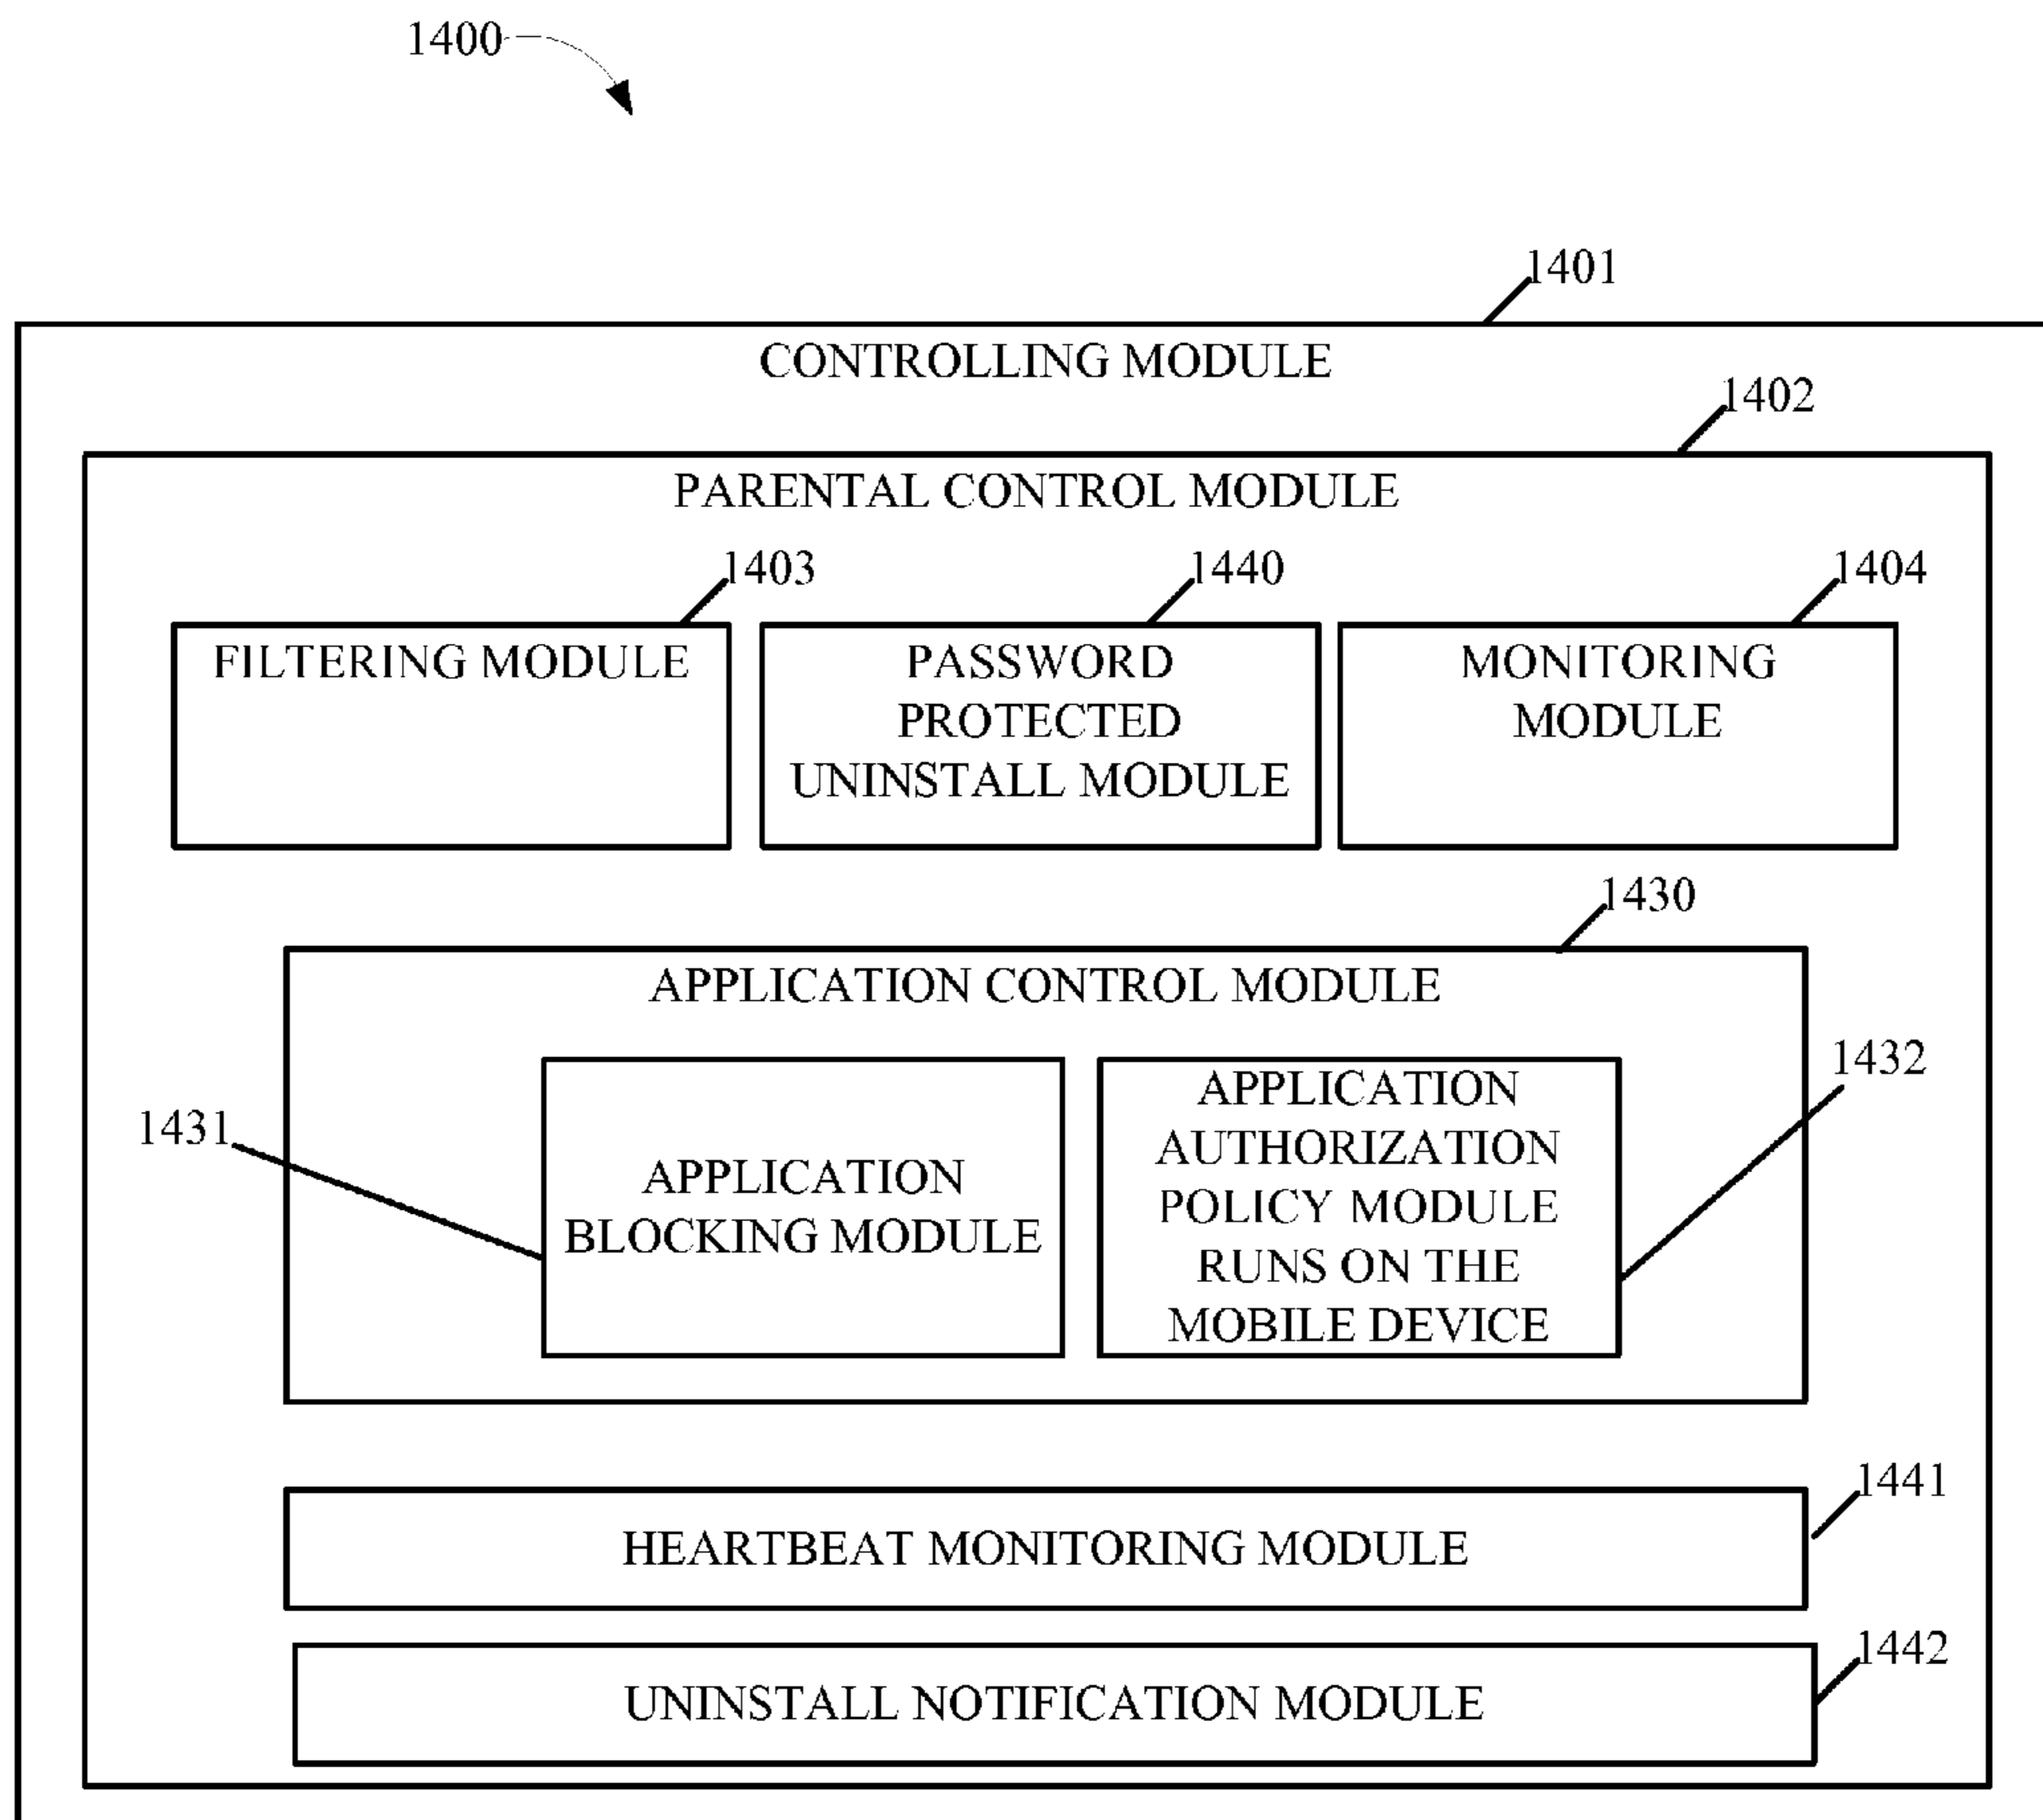 1400
1401
CONTROLLING MODULE
1402
PARENTAL CONTROL MODULE
1403
1440
1404
FILTERING MODULE
PASSWORD
PROTECTED
UNINSTALL MODULE
MONITORING
MODULE
1430
APPLICATION CONTROL MODULE
1431
APPLICATION
BLOCKING MODULE
1432
APPLICATION
AUTHORIZATION
POLICY MODULE
RUNS ON THE
MOBILE DEVICE
1441
HEARTBEAT MONITORING MODULE
1442
UNINSTALL NOTIFICATION MODULE